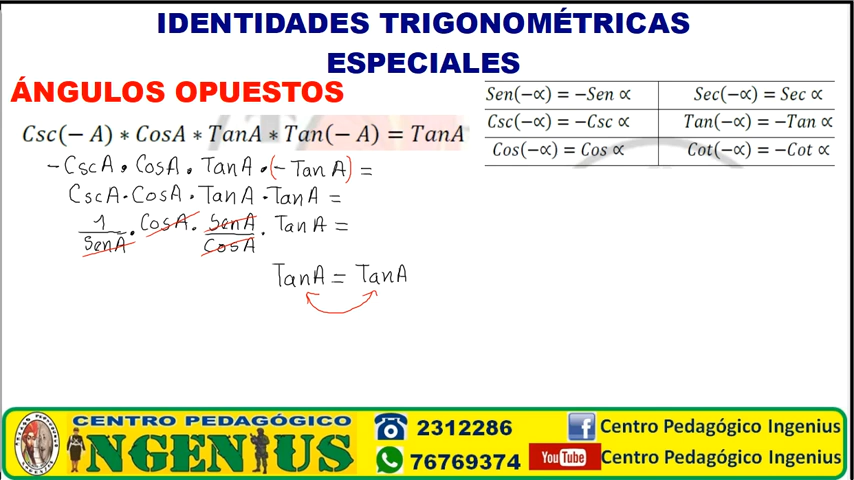 IDENTIDADES TRIGONOMÉTRICAS
ESPECIALES
ÁNGULOS OPUESTOS
Csc(− A) ∗ CosA ∗ TanA ∗ Tan(− A) = TanA
-CscA . CosA . TanA . (- TanA) =
CscA · CosA · TanA · TanA =
1/SenA · CosA · SenA/CosA · TanA =
TanA = TanA
Sen(−∝) = −Sen ∝ Sec(−∝) = Sec ∝
Csc(−∝) = −Csc ∝ Tan(−∝) = −Tan ∝
Cos(−∝) = Cos ∝ Cot(−∝) = −Cot ∝
CENTRO PEDAGÓGICO
INGENIUS
2312286
76769374
f Centro Pedagógico Ingenius
YouTube Centro Pedagógico Ingenius